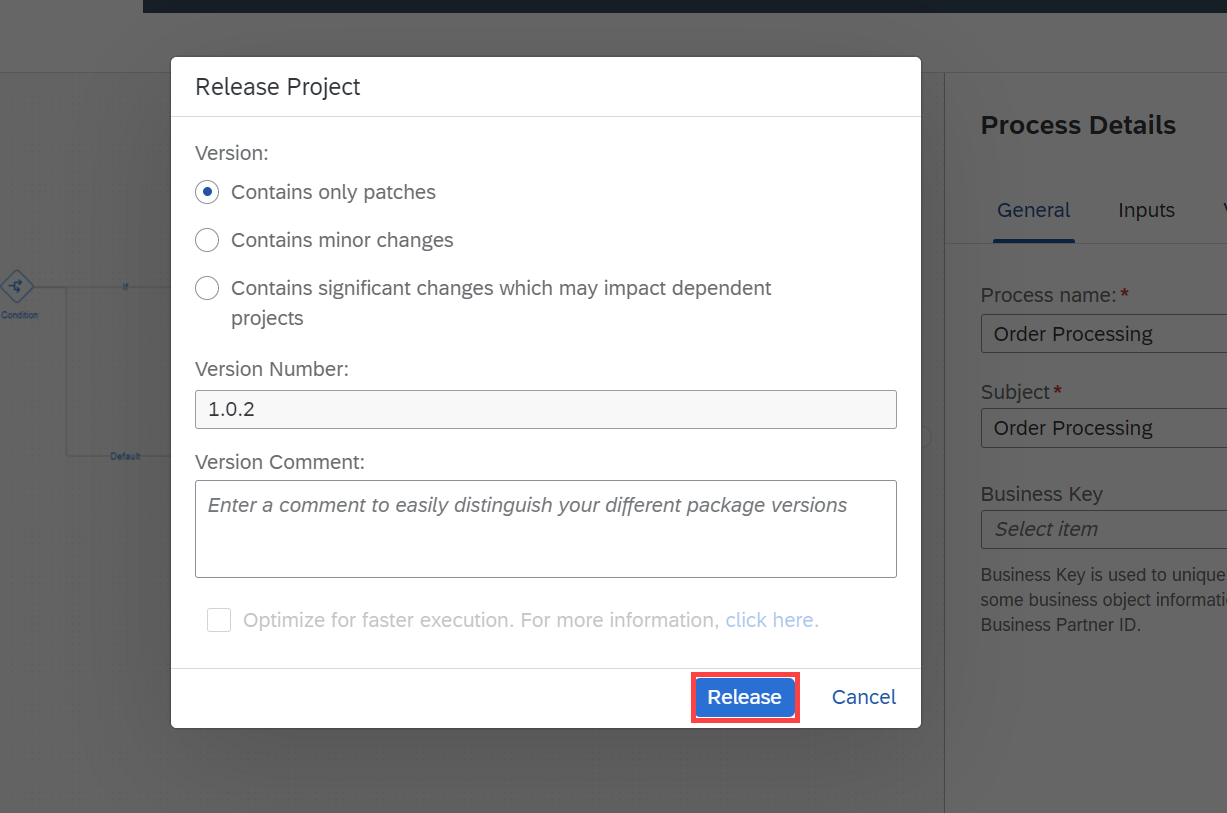 Release Project
Version:
Contains only patches
Contains minor changes
Contains significant changes which may impact dependent
projects
Version Number:
1.0.2
Version Comment:
Enter a comment to easily distinguish your different package versions
Optimize for faster execution. For more information, click here.
Release
Cancel
If
Condition
Default
Process Details
General
Inputs
Process name:*
Order Processing
Subject*
Order Processing
Business Key
Select item
Business Key is used to unique
some business object informati
Business Partner ID.